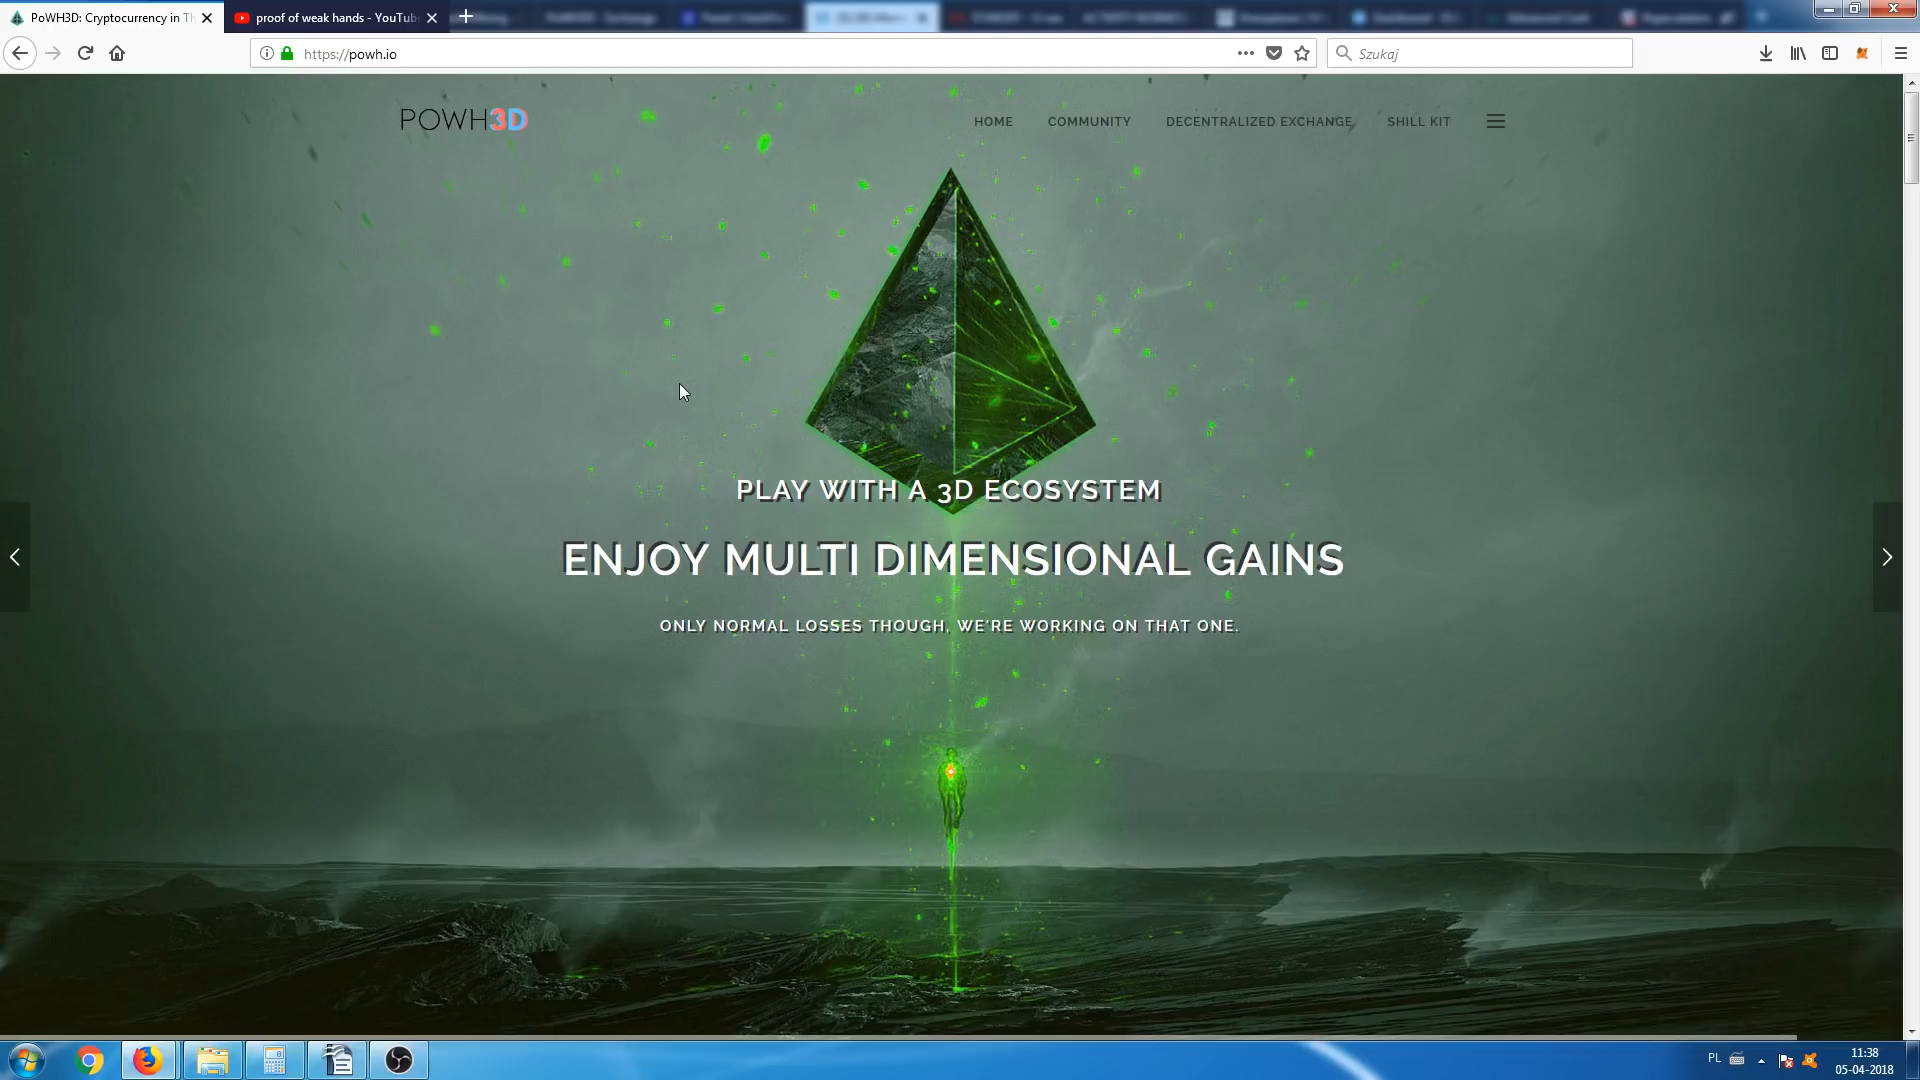 PoWH3D: Cryptocurrency in Th
proof of weak hands - YouTub
https://powh.io
Szukaj
POWH3D
HOME
COMMUNITY
DECENTRALIZED EXCHANGE
SHILL KIT
PLAY WITH A 3D ECOSYSTEM
ENJOY MULTI DIMENSIONAL GAINS
ONLY NORMAL LOSSES THOUGH, WE'RE WORKING ON THAT ONE.
PL
11:38
05-04-2018